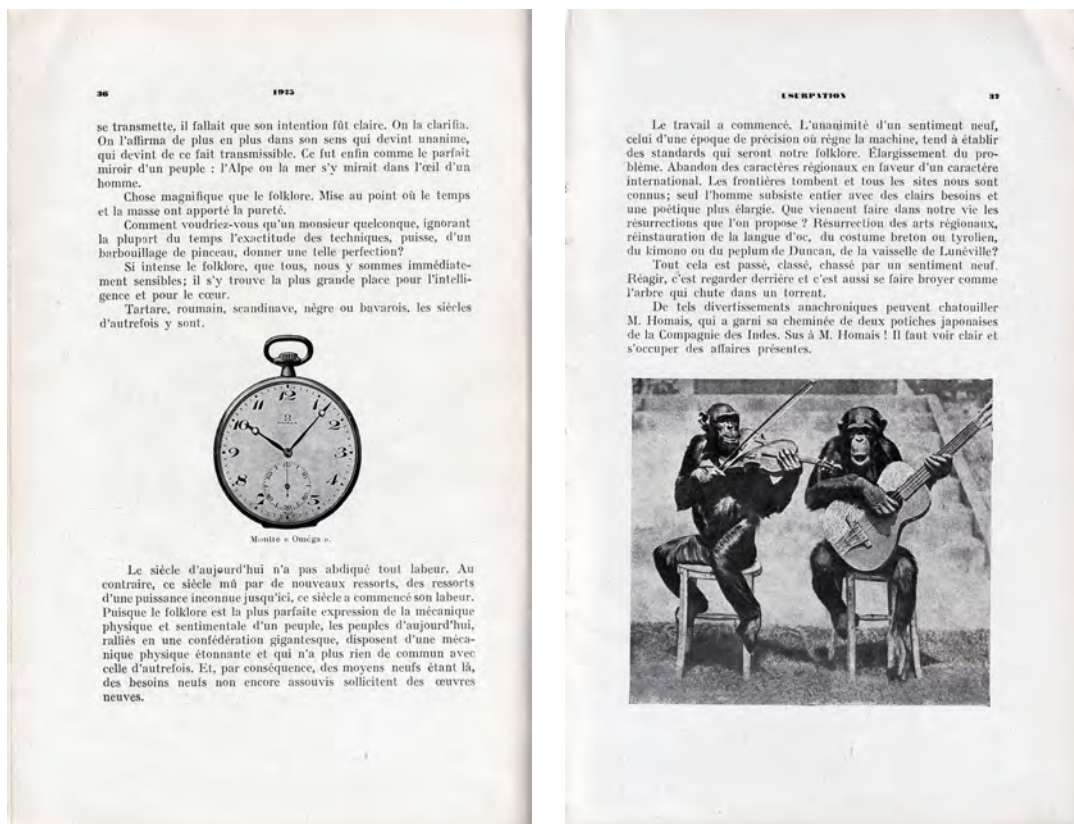 36
1925
se transmette, il fallait que son intention fût claire. On la clarifia.
On l'affirma de plus en plus dans son sens qui devint unanime,
qui devint de ce fait transmissible. Ce fut enfin comme le parfait
miroir d'un peuple : l'Alpe ou la mer s'y mirait dans l'œil d'un
homme.
Chose magnifique que le folklore. Mise au point où le temps
et la masse ont apporté la pureté.
Comment voudriez-vous qu'un monsieur quelconque, ignorant
la plupart du temps l'exactitude des techniques, puisse, d'un
barbouillage de pinceau, donner une telle perfection?
Si intense le folklore, que tous, nous y sommes immédiate-
ment sensibles; il s'y trouve la plus grande place pour l'intelli-
gence et pour le cœur.
Tartare, roumain, scandinave, nègre ou bavarois, les siècles
d'autrefois y sont.
11 12 1 2 3 5 8 9 10
Montre « Oméga ».
Le siècle d'aujourd'hui n'a pas abdiqué tout labeur. Au
contraire, ce siècle mû par de nouveaux ressorts, des ressorts
d'une puissance inconnue jusqu'ici, ce siècle a commencé son labeur.
Puisque le folklore est la plus parfaite expression de la mécanique
physique et sentimentale d'un peuple, les peuples d'aujourd'hui,
ralliés en une confédération gigantesque, disposent d'une méca-
nique physique étonnante et qui n'a plus rien de commun avec
celle d'autrefois. Et, par conséquence, des moyens neufs étant là,
des besoins neufs non encore assouvis sollicitent des œuvres
neuves.
USURPATION
37
Le travail a commencé. L'unanimité d'un sentiment neuf,
celui d'une époque de précision où règne la machine, tend à établir
des standards qui seront notre folklore. Élargissement du pro-
blème. Abandon des caractères régionaux en faveur d'un caractère
international. Les frontières tombent et tous les sites nous sont
connus; seul l'homme subsiste entier avec des clairs besoins et
une poétique plus élargie. Que viennent faire dans notre vie les
résurrections que l'on propose ? Résurrection des arts régionaux,
réinstauration de la langue d'oc, du costume breton ou tyrolien,
du kimono ou du peplum de Duncan, de la vaisselle de Lunéville?
Tout cela est passé, classé, chassé par un sentiment neuf.
Réagir, c'est regarder derrière et c'est aussi se faire broyer comme
l'arbre qui chute dans un torrent.
De tels divertissements anachroniques peuvent chatouiller
M. Homais, qui a garni sa cheminée de deux potiches japonaises
de la Compagnie des Indes. Sus à M. Homais ! Il faut voir clair et
s'occuper des affaires présentes.